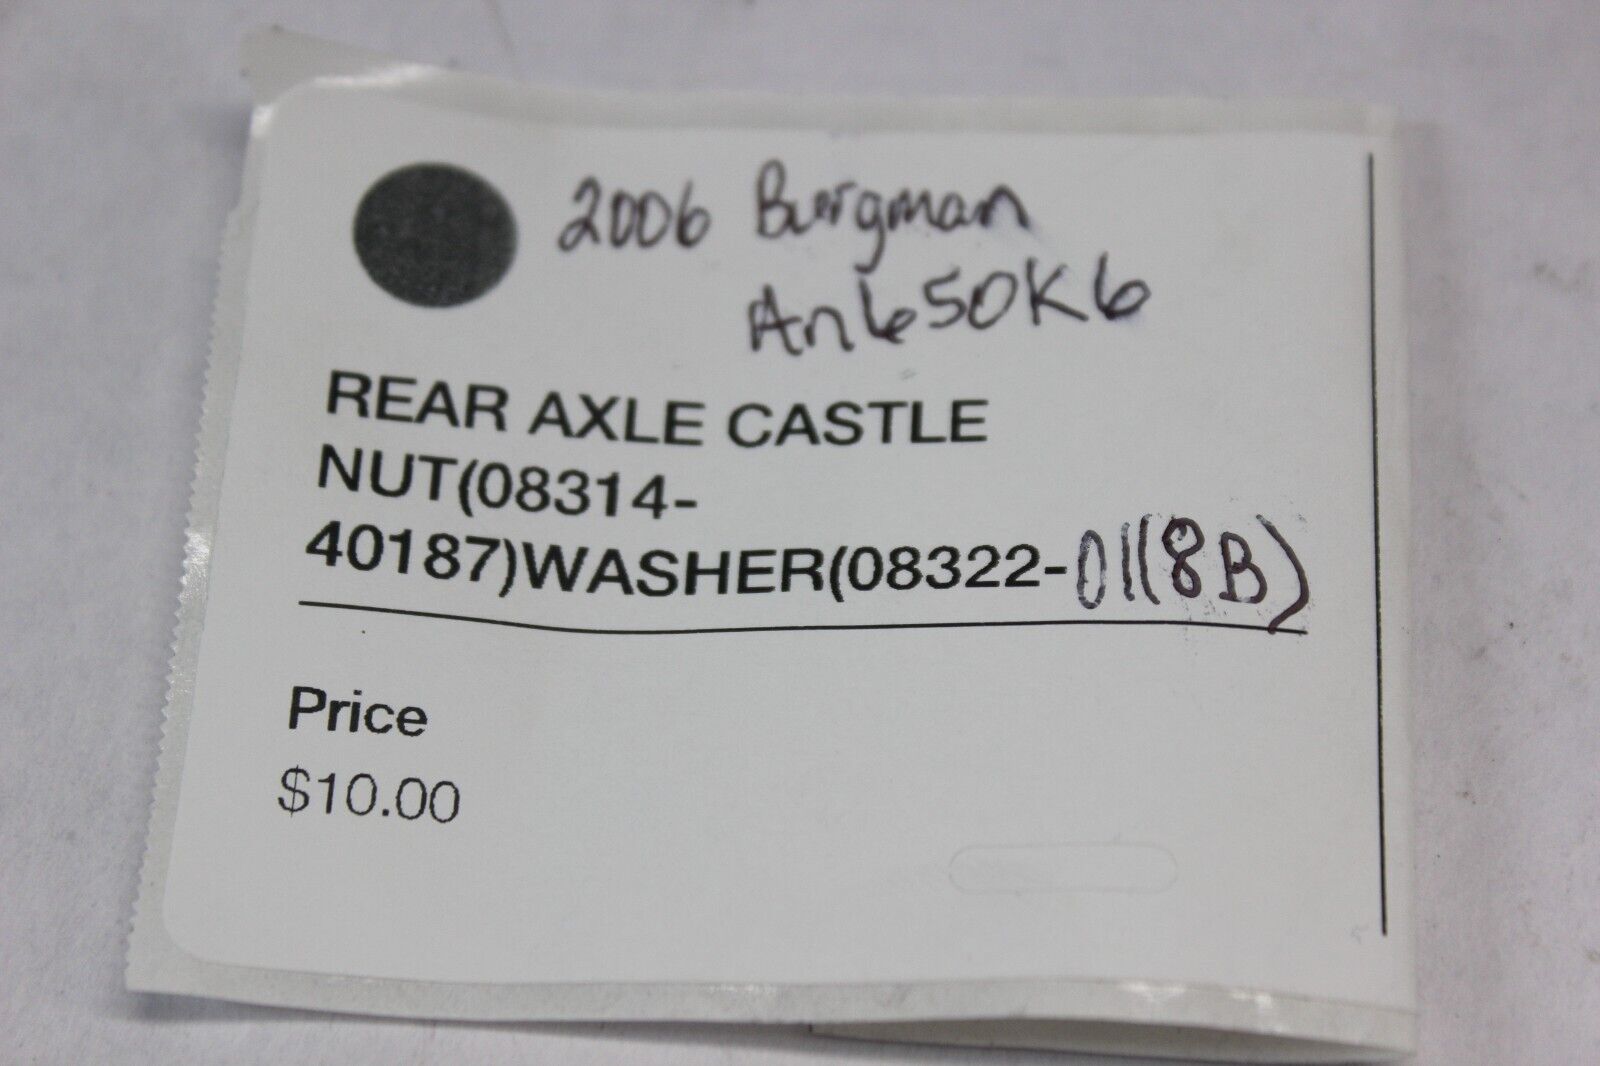 2006 Burgman
An650K6
REAR AXLE CASTLE
NUT(08314-
40187)WASHER(08322-01(8B)
Price
$10.00